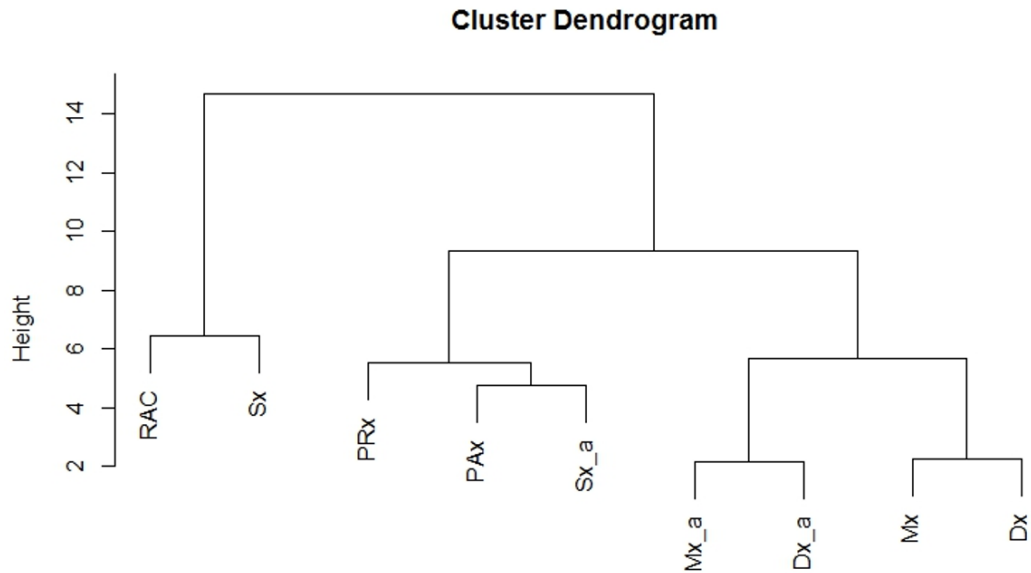 Cluster Dendrogram
Height
14
12
10
8
6
4
2
RAC
Sx
PRx
PAx
Sx_a
Mx_a
Dx_a
Mx
Dx